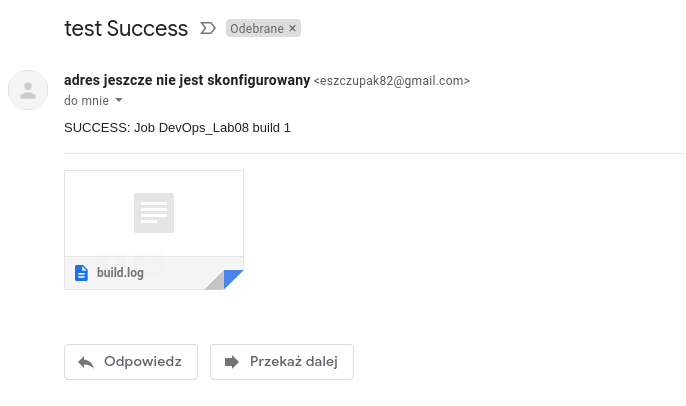 test Success Odebrane ×
adres jeszcze nie jest skonfigurowany <eszczupak82@gmail.com>
do mnie
SUCCESS: Job DevOps_Lab08 build 1
build.log
Odpowiedz Przekaż dalej